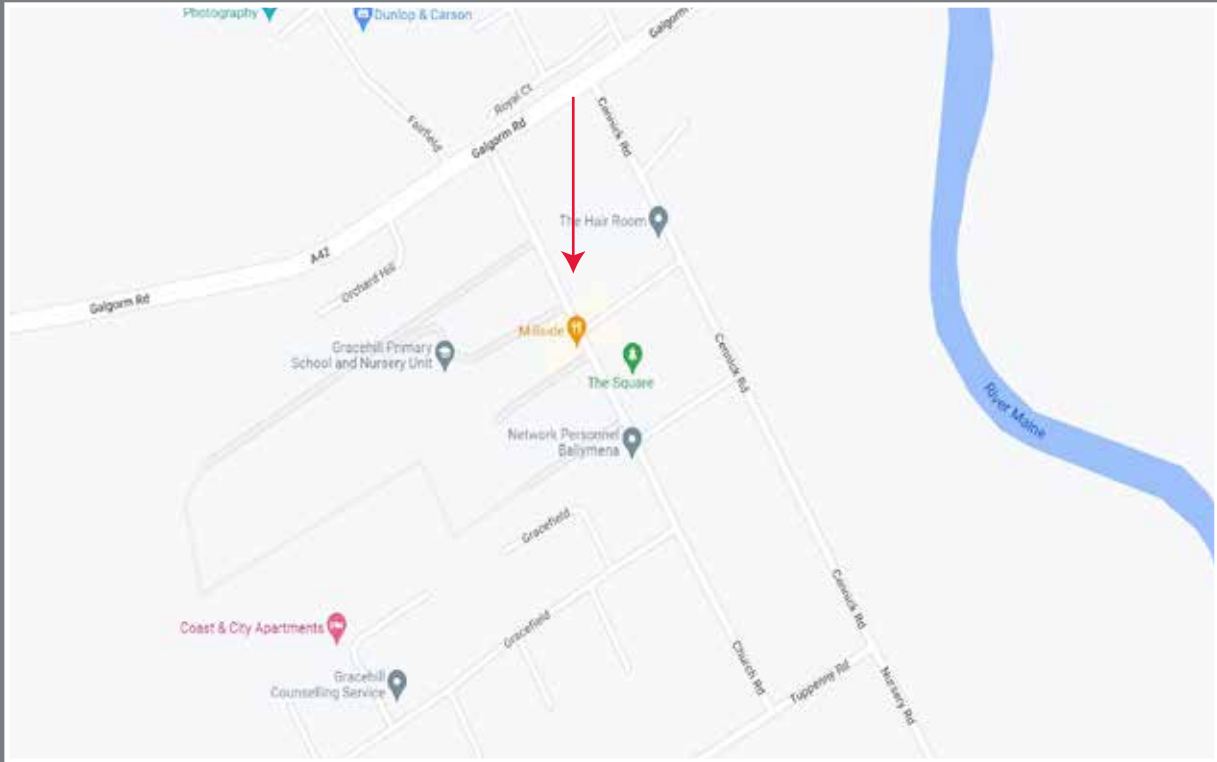 Photography
Dunlop & Carson
Galgorm
Royal Ct
Cennick Rd
Fairfield
Galgorm Rd
The Hair Room
A42
Orchard Hill
Galgorm Rd
Millside
Gracehill Primary
School and Nursery Unit
The Square
Cennick Rd
River Maine
Network Personnel
Ballymena
Gracefield
Cennick Rd
Coast & City Apartments
Gracefield
Church Rd
Gracehill
Counselling Service
Tuppenny Rd
Nursery Rd